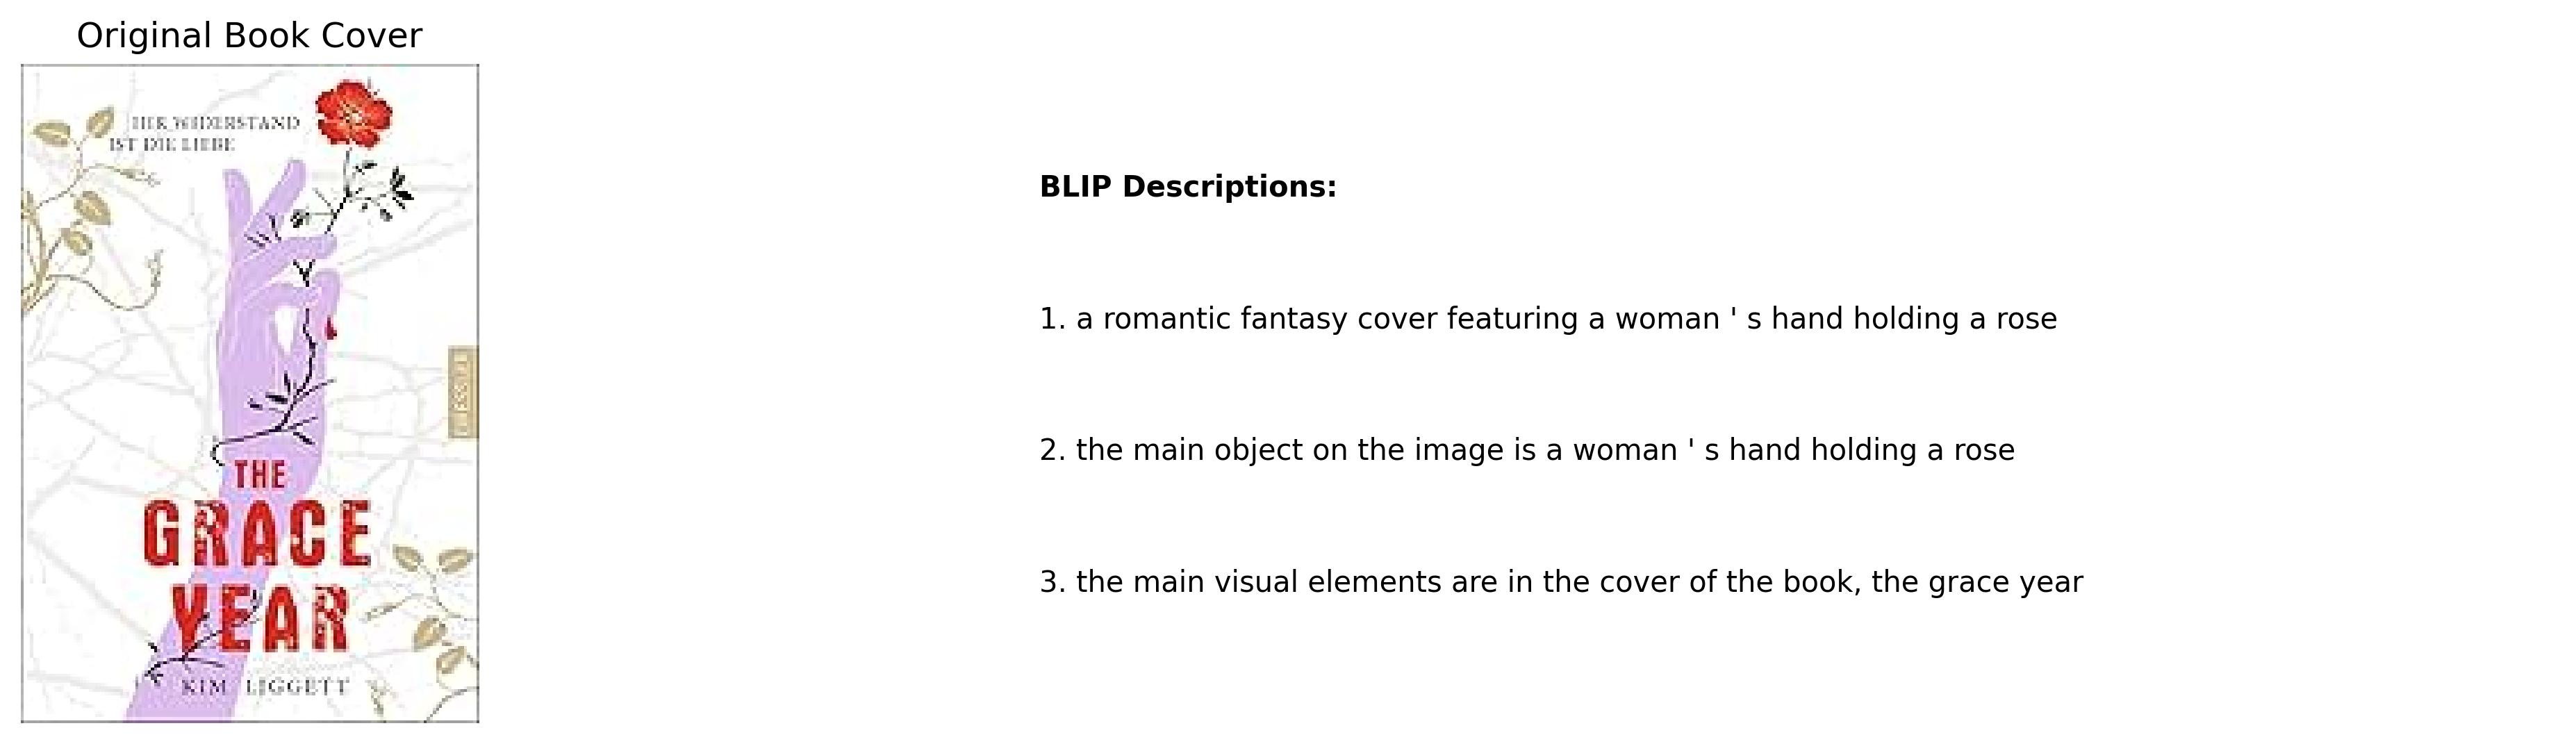 Original Book Cover
IHR WIDERSTAND
IST DIE LIEBE
THE
GRACE
YEAR
KIM LIGGETT
BLIP Descriptions:
1. a romantic fantasy cover featuring a woman ' s hand holding a rose
2. the main object on the image is a woman ' s hand holding a rose
3. the main visual elements are in the cover of the book, the grace year